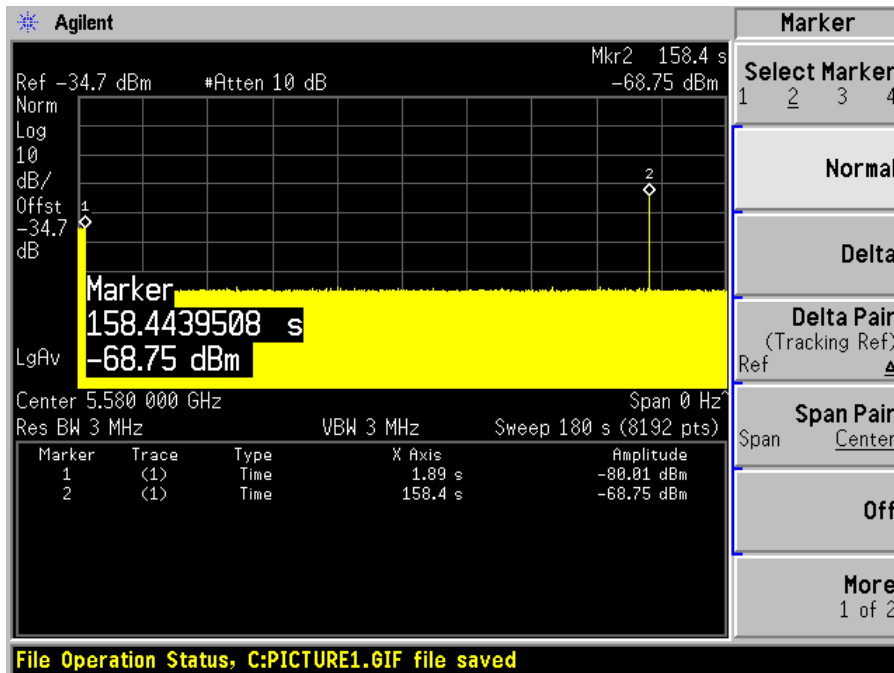 Agilent
Marker
Mkr2 158.4 s
Ref -34.7 dBm #Atten 10 dB -68.75 dBm
Norm
Log
10
dB/
Offst
-34.7
dB
LgAv
1
2
Marker
158.4439508 s
-68.75 dBm
Center 5.580 000 GHz Span 0 Hz^
Res BW 3 MHz VBW 3 MHz Sweep 180 s (8192 pts)
Marker Trace Type X Axis Amplitude
1 (1) Time 1.89 s -80.01 dBm
2 (1) Time 158.4 s -68.75 dBm
Select Marker
1 2 3 4
Normal
Delta
Delta Pair
(Tracking Ref)
Ref Δ
Span Pair
Span Center
Off
More
1 of 2
File Operation Status, C:PICTURE1.GIF file saved